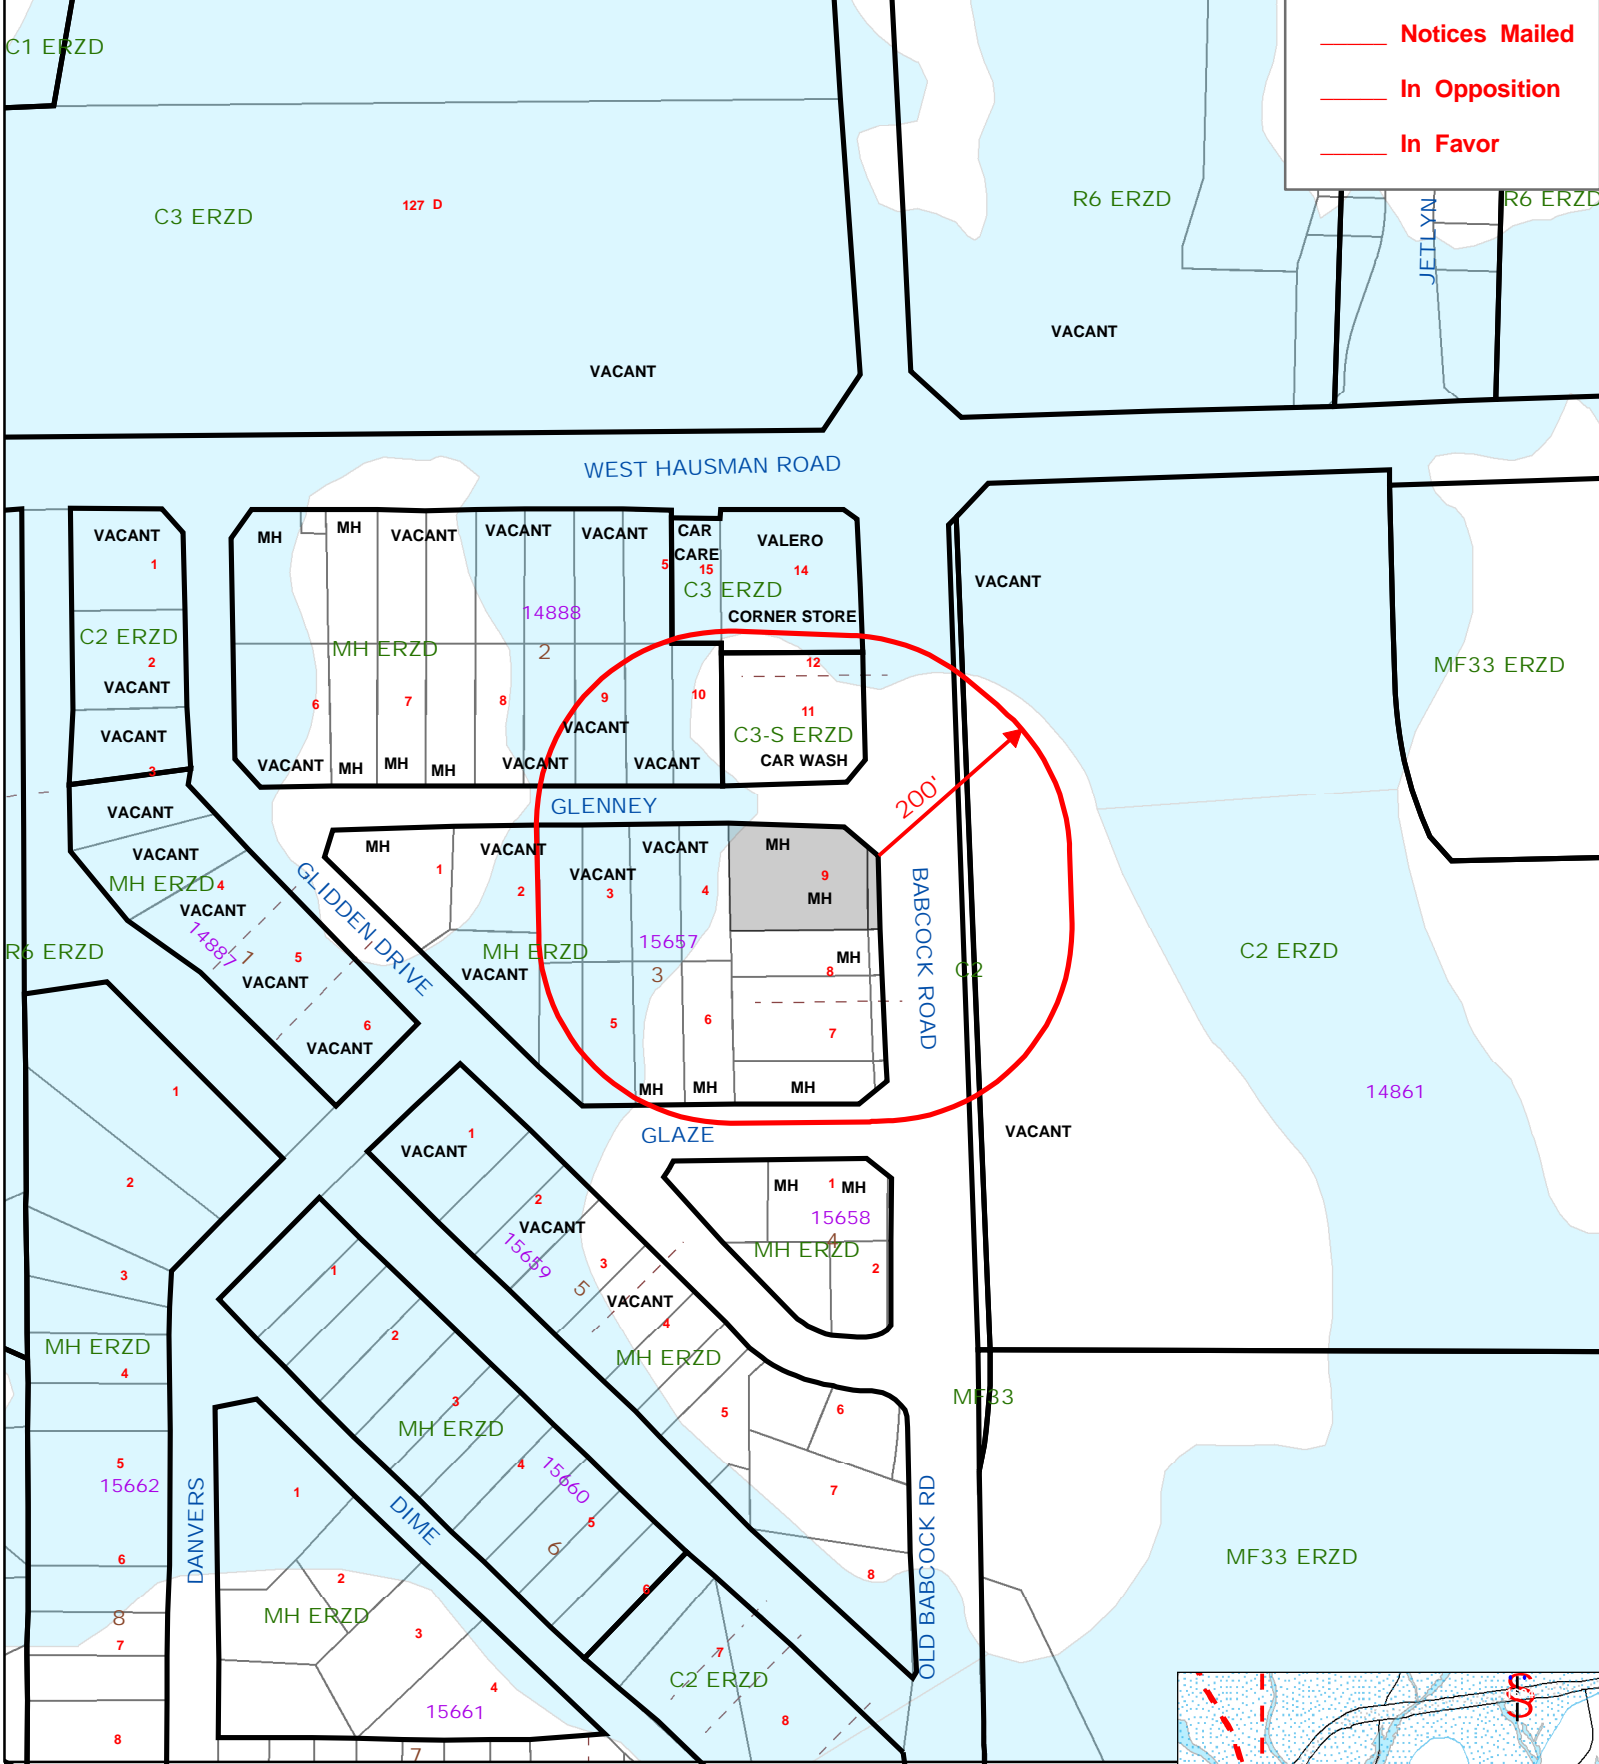 C1 ERZD
_____ Notices Mailed
_____ In Opposition
_____ In Favor
C3 ERZD
127 D
R6 ERZD
R6 ERZD
JETLYN
VACANT
VACANT
WEST HAUSMAN ROAD
VACANT
1
C2 ERZD
2
VACANT
VACANT
3
MH
MH
VACANT
VACANT
VACANT
5
CAR
CARE
15
VALERO
14
C3 ERZD
CORNER STORE
14888
MH ERZD
2
6
7
8
9
10
VACANT
VACANT
MH
MH
MH
VACANT
VACANT
12
11
C3-S ERZD
CAR WASH
VACANT
MF33 ERZD
200'
GLENNEY
VACANT
VACANT
MH ERZD
4
VACANT
14887
1
5
VACANT
6
VACANT
R6 ERZD
GLIDDEN DRIVE
MH
1
VACANT
2
VACANT
3
VACANT
4
MH
9
MH
MH ERZD
VACANT
15657
3
MH
8
5
6
7
MH
MH
MH
BABCOCK ROAD
C2
C2 ERZD
14861
VACANT
GLAZE
1
2
3
MH ERZD
4
5
15662
6
8
7
8
VACANT
1
2
VACANT
15659
5
3
VACANT
4
MH ERZD
5
6
7
8
MH
1
MH
15658
4
MH ERZD
2
MF33
1
2
3
MH ERZD
4
15660
5
6
6
7
C2 ERZD
8
DANVERS
DIME
OLD BABCOCK RD
MF33 ERZD
1
2
MH ERZD
3
4
15661
7